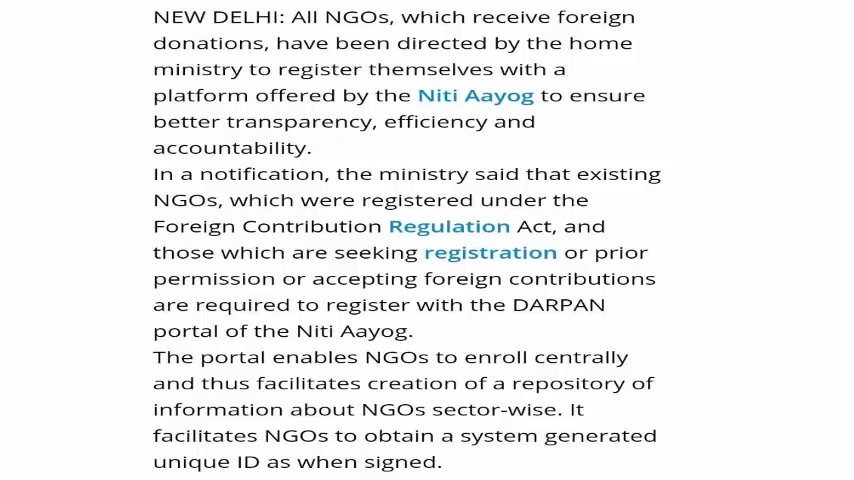 NEW DELHI: All NGOs, which receive foreign
donations, have been directed by the home
ministry to register themselves with a
platform offered by the Niti Aayog to ensure
better transparency, efficiency and
accountability.
In a notification, the ministry said that existing
NGOs, which were registered under the
Foreign Contribution Regulation Act, and
those which are seeking registration or prior
permission or accepting foreign contributions
are required to register with the DARPAN
portal of the Niti Aayog.
The portal enables NGOs to enroll centrally
and thus facilitates creation of a repository of
information about NGOs sector-wise. It
facilitates NGOs to obtain a system generated
unique ID as when signed.